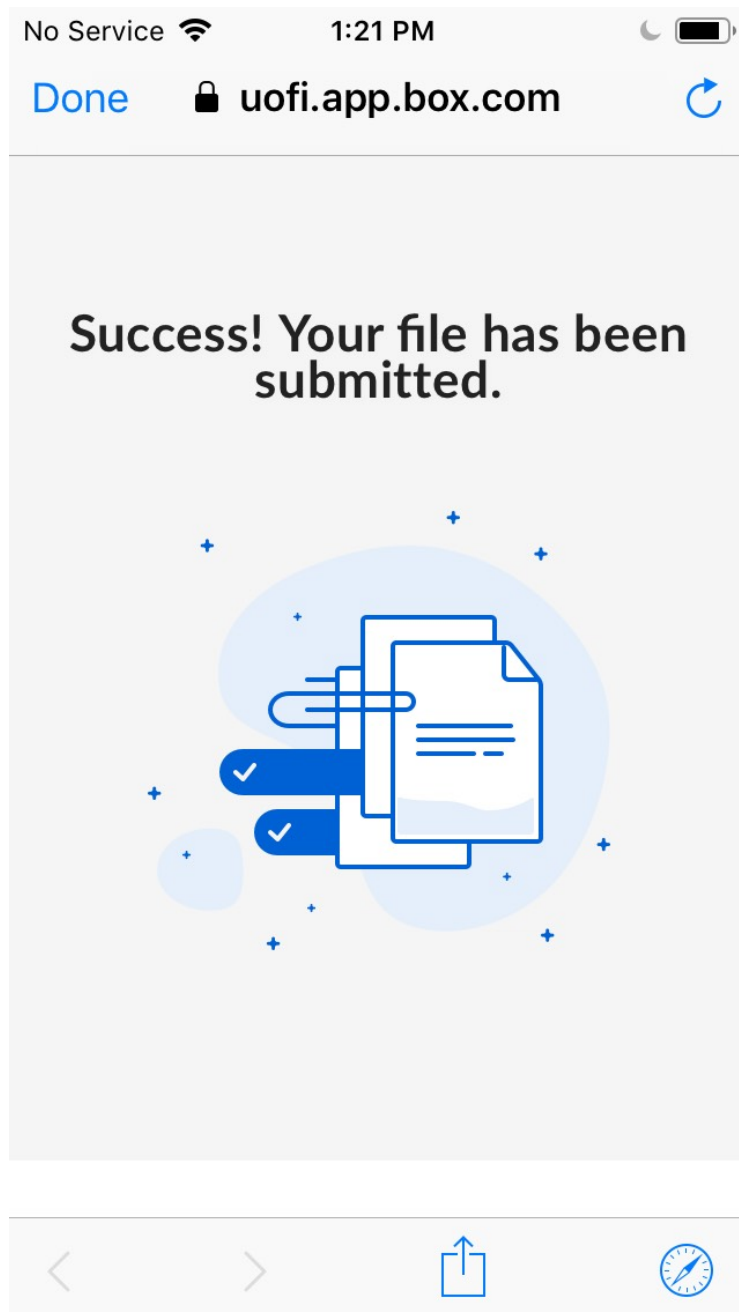 No Service 1:21 PM
Done uofi.app.box.com
Success! Your file has been
submitted.